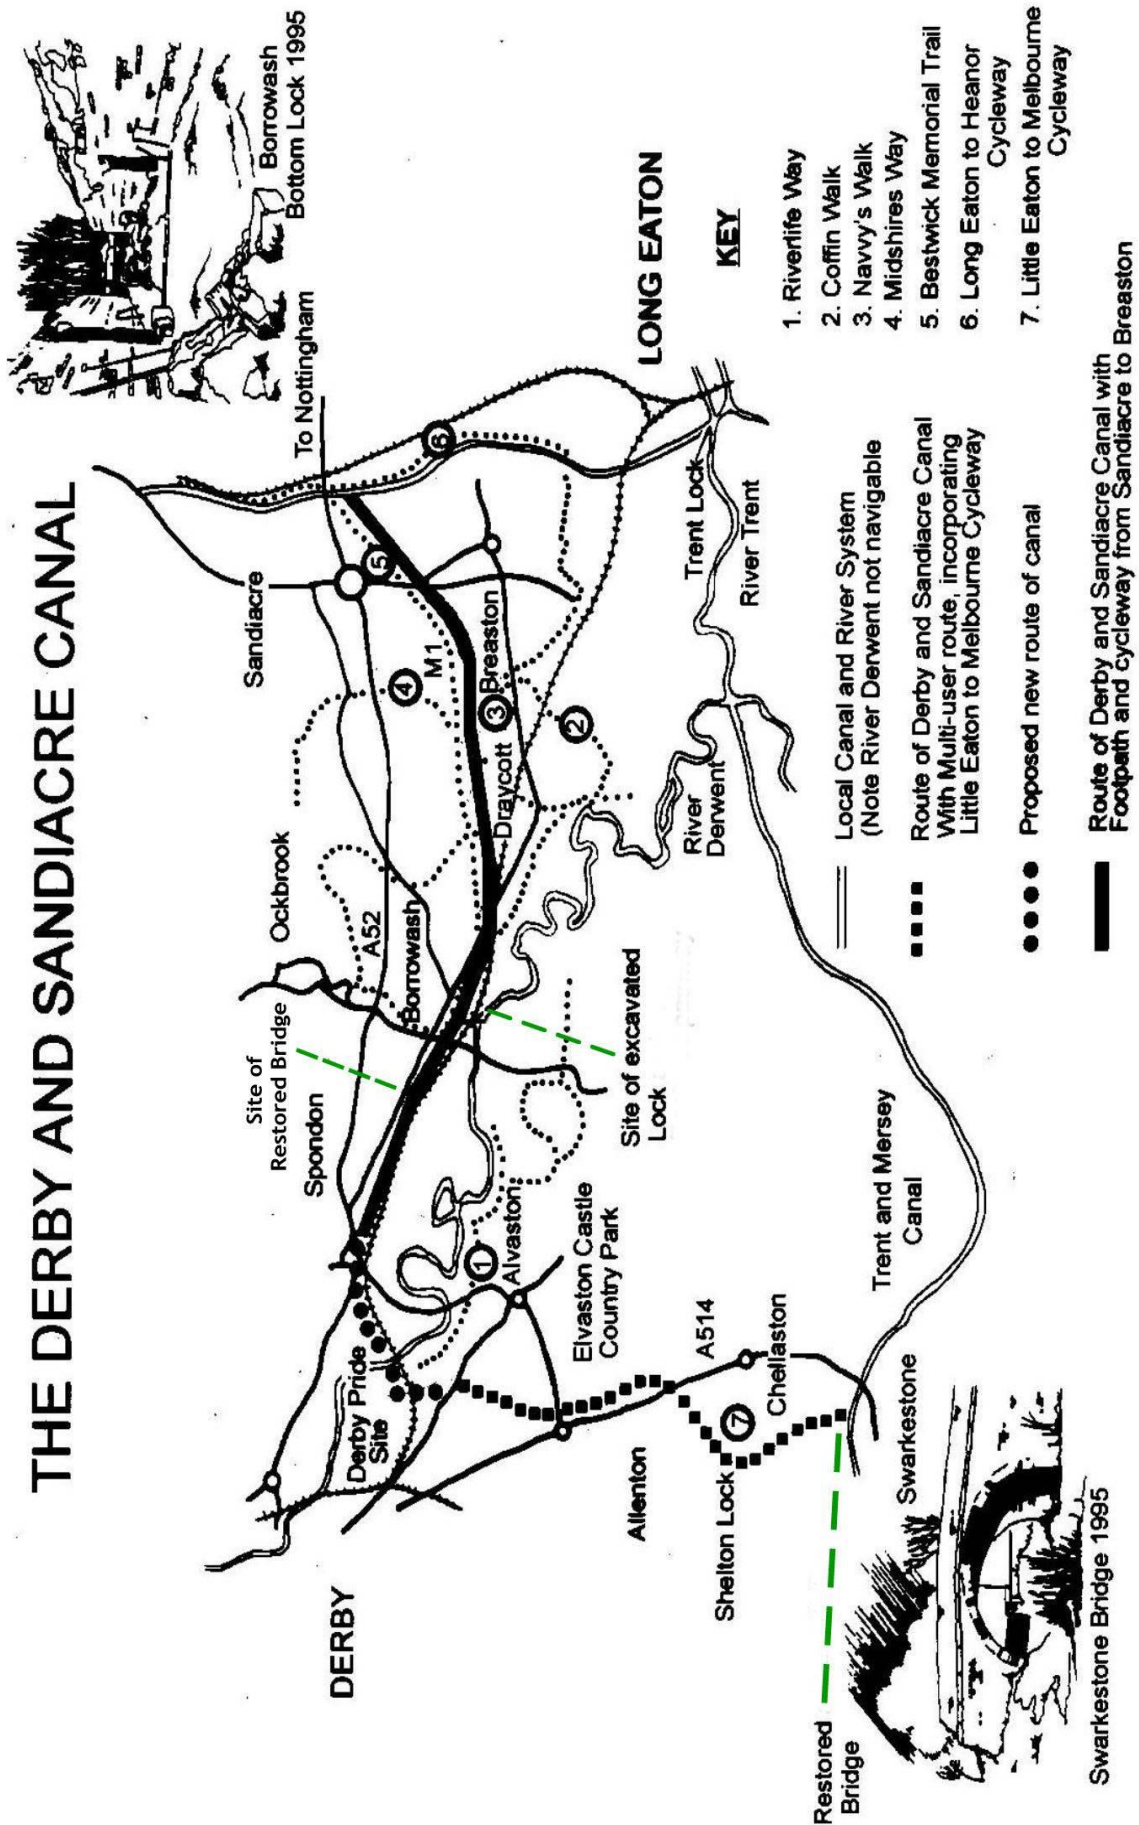 THE DERBY AND SANDIACRE CANAL
Borrowash
Bottom Lock 1995
To Nottingham
Sandiacre
Ockbrook
A52
Site of
Restored Bridge
Spondon
Borrowash
M1
Breaston
Draycott
LONG EATON
Derby Pride
Site
DERBY
Alvaston
Elvaston Castle
Country Park
Site of excavated
Lock
River
Derwent
Trent Lock
River Trent
Allenton
A514
Chellaston
Shelton Lock
Trent and Mersey
Canal
Swarkestone
Restored
Bridge
Swarkestone Bridge 1995
1
2
3
4
5
6
7
KEY
1. Riverlife Way
2. Coffin Walk
3. Navvy's Walk
4. Midshires Way
5. Bestwick Memorial Trail
6. Long Eaton to Heanor
Cycleway
7. Little Eaton to Melbourne
Cycleway
Local Canal and River System
(Note River Derwent not navigable
Route of Derby and Sandiacre Canal
With Multi-user route, incorporating
Little Eaton to Melbourne Cycleway
Proposed new route of canal
Route of Derby and Sandiacre Canal with
Footpath and cycleway from Sandiacre to Breaston